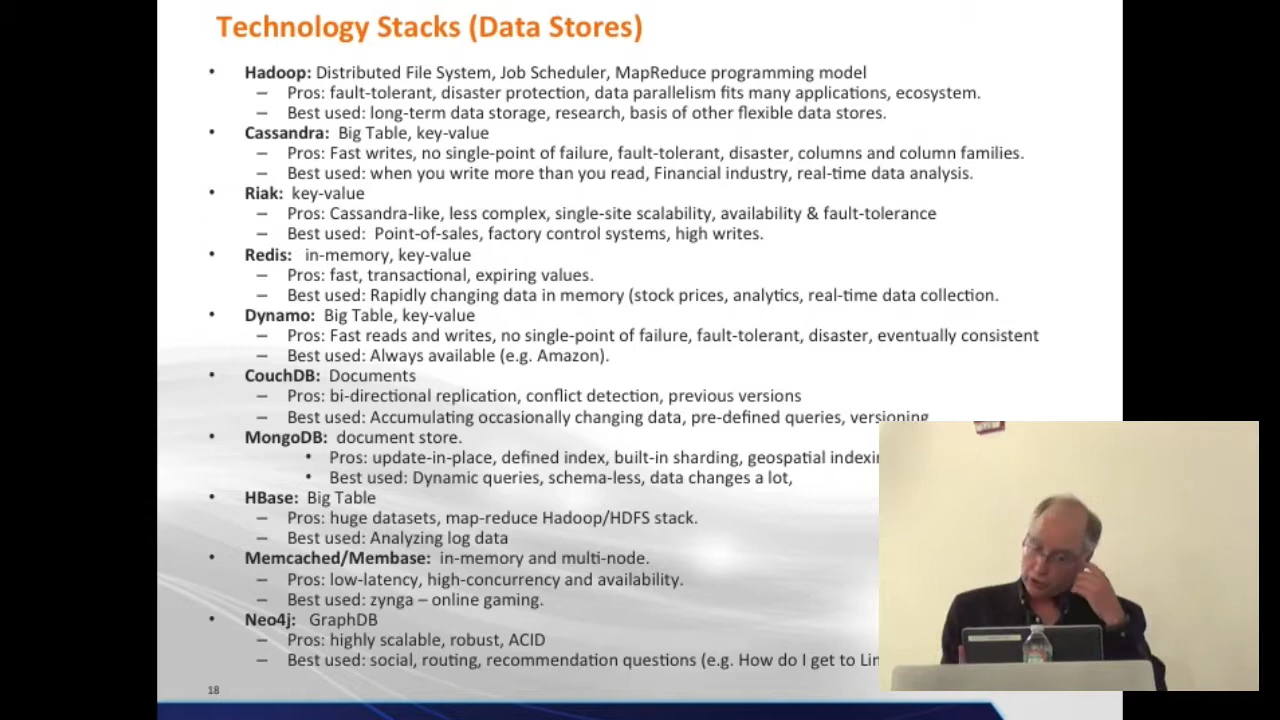 Technology Stacks (Data Stores)
• Hadoop: Distributed File System, Job Scheduler, MapReduce programming model
– Pros: fault-tolerant, disaster protection, data parallelism fits many applications, ecosystem.
– Best used: long-term data storage, research, basis of other flexible data stores.
• Cassandra: Big Table, key-value
– Pros: Fast writes, no single-point of failure, fault-tolerant, disaster, columns and column families.
– Best used: when you write more than you read, Financial industry, real-time data analysis.
• Riak: key-value
– Pros: Cassandra-like, less complex, single-site scalability, availability & fault-tolerance
– Best used: Point-of-sales, factory control systems, high writes.
• Redis: in-memory, key-value
– Pros: fast, transactional, expiring values.
– Best used: Rapidly changing data in memory (stock prices, analytics, real-time data collection.
• Dynamo: Big Table, key-value
– Pros: Fast reads and writes, no single-point of failure, fault-tolerant, disaster, eventually consistent
– Best used: Always available (e.g. Amazon).
• CouchDB: Documents
– Pros: bi-directional replication, conflict detection, previous versions
– Best used: Accumulating occasionally changing data, pre-defined queries, versioning
• MongoDB: document store.
• Pros: update-in-place, defined index, built-in sharding, geospatial
• Best used: Dynamic queries, schema-less, data changes a lot,
• HBase: Big Table
– Pros: huge datasets, map-reduce Hadoop/HDFS stack.
– Best used: Analyzing log data
• Memcached/Membase: in-memory and multi-node.
– Pros: low-latency, high-concurrency and availability.
– Best used: zynga – online gaming.
• Neo4j: GraphDB
– Pros: highly scalable, robust, ACID
– Best used: social, routing, recommendation questions (e.g. How do I get to
18